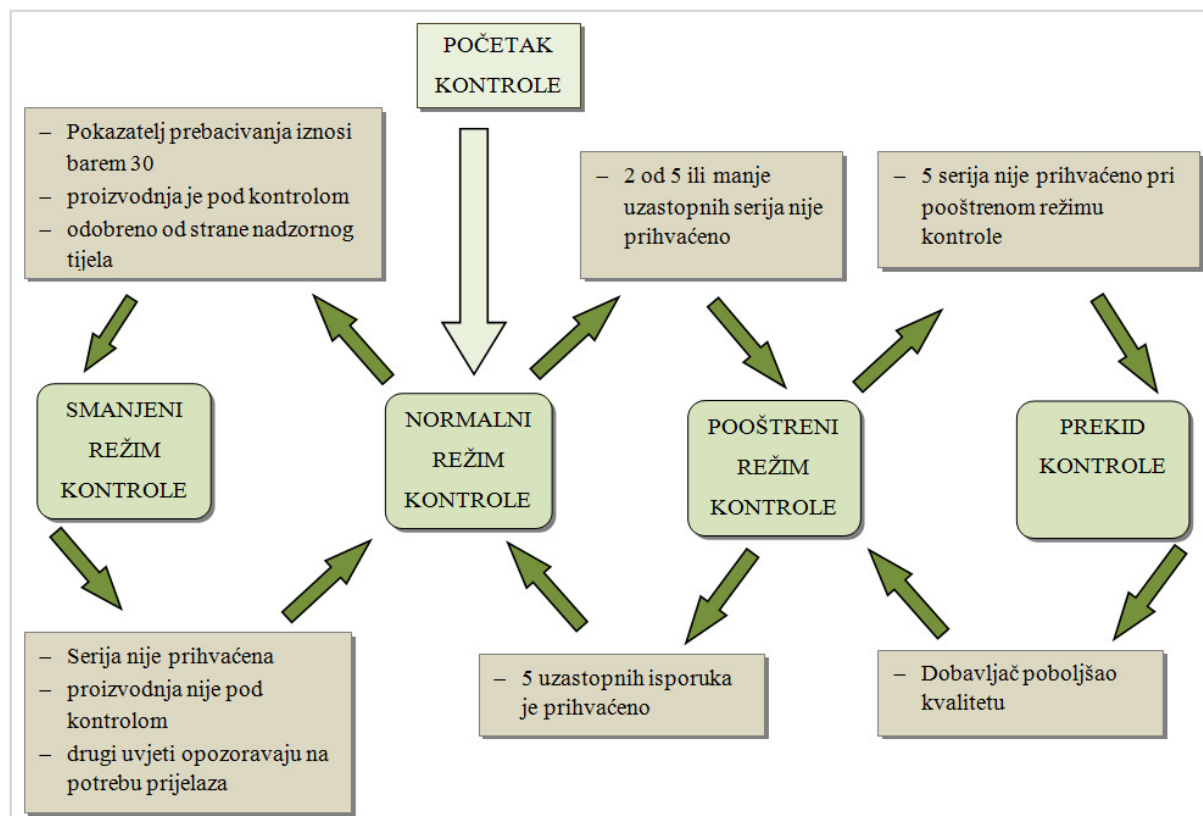 POČETAK
KONTROLE
– Pokazatelj prebacivanja iznosi
barem 30
– proizvodnja je pod kontrolom
– odobreno od strane nadzornog
tijela
– 2 od 5 ili manje
uzastopnih serija nije
prihvaćeno
– 5 serija nije prihvaćeno pri
pooštrenom režimu
kontrole
SMANJENI
REŽIM
KONTROLE
NORMALNI
REŽIM
KONTROLE
POOŠTRENI
REŽIM
KONTROLE
PREKID
KONTROLE
– Serija nije prihvaćena
– proizvodnja nije pod
kontrolom
– drugi uvjeti opozoravaju na
potrebu prijelaza
– 5 uzastopnih isporuka
je prihvaćeno
– Dobavljač poboljšao
kvalitetu